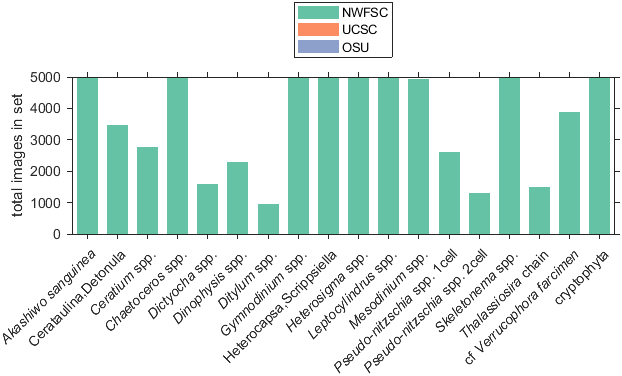 NWFSC
UCSC
OSU
total images in set
5000
4000
3000
2000
1000
0
Akashiwo sanguinea
Cerataulina,Detonula
Ceratium spp.
Chaetoceros spp.
Dictyocha spp.
Dinophysis spp.
Ditylum spp.
Gymnodinium spp.
Heterocapsa,Scrippsiella
Heterosigma spp.
Leptocylindrus spp.
Mesodinium spp.
Pseudo-nitzschia spp. 1cell
Pseudo-nitzschia spp. 2cell
Skeletonema spp.
Thalassiosira chain
cf Verrucophora farcimen
cryptophyta